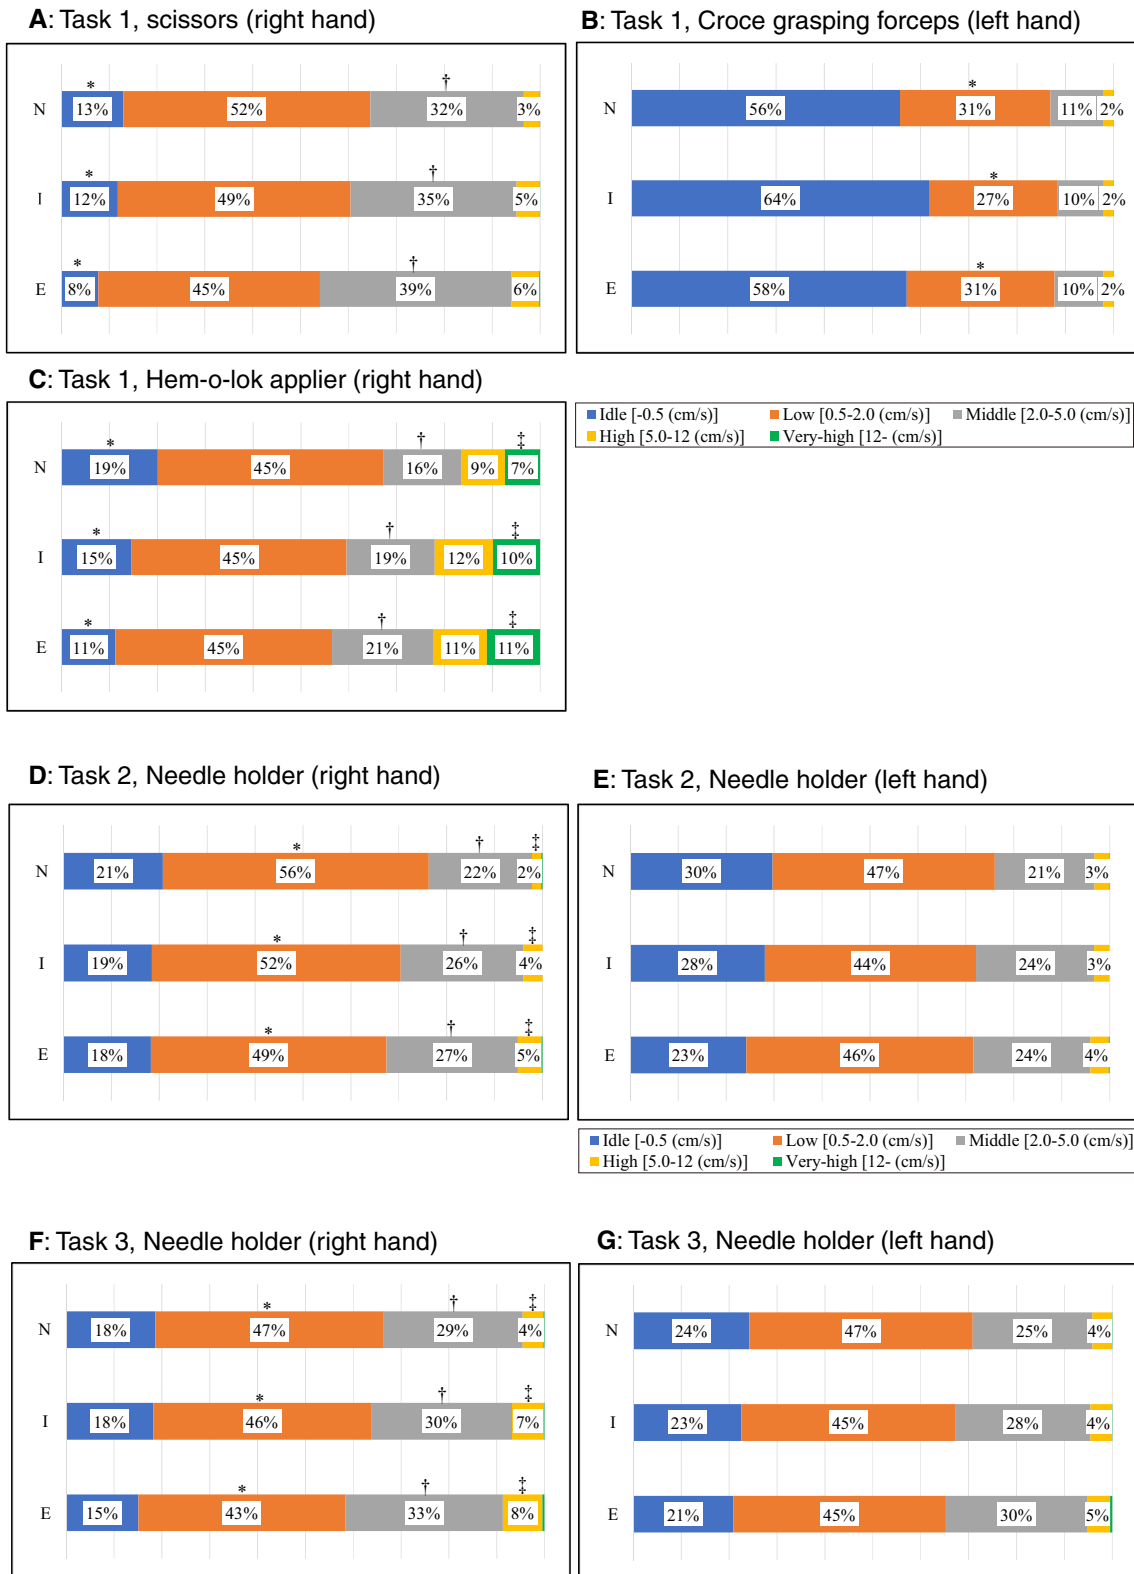 A: Task 1, scissors (right hand)
* †
N 13% 52% 32% 3%
* †
I 12% 49% 35% 5%
* †
E 8% 45% 39% 6%
B: Task 1, Croce grasping forceps (left hand)
*
N 56% 31% 11% 2%
*
I 64% 27% 10% 2%
*
E 58% 31% 10% 2%
C: Task 1, Hem-o-lok applier (right hand)
* † ‡
N 19% 45% 16% 9% 7%
* † ‡
I 15% 45% 19% 12% 10%
* † ‡
E 11% 45% 21% 11% 11%
Idle [-0.5 (cm/s)] Low [0.5-2.0 (cm/s)] Middle [2.0-5.0 (cm/s)]
High [5.0-12 (cm/s)] Very-high [12- (cm/s)]
D: Task 2, Needle holder (right hand)
* † ‡
N 21% 56% 22% 2%
* † ‡
I 19% 52% 26% 4%
* † ‡
E 18% 49% 27% 5%
E: Task 2, Needle holder (left hand)
N 30% 47% 21% 3%
I 28% 44% 24% 3%
E 23% 46% 24% 4%
Idle [-0.5 (cm/s)] Low [0.5-2.0 (cm/s)] Middle [2.0-5.0 (cm/s)]
High [5.0-12 (cm/s)] Very-high [12- (cm/s)]
F: Task 3, Needle holder (right hand)
* † ‡
N 18% 47% 29% 4%
* † ‡
I 18% 46% 30% 7%
* † ‡
E 15% 43% 33% 8%
G: Task 3, Needle holder (left hand)
N 24% 47% 25% 4%
I 23% 45% 28% 4%
E 21% 45% 30% 5%